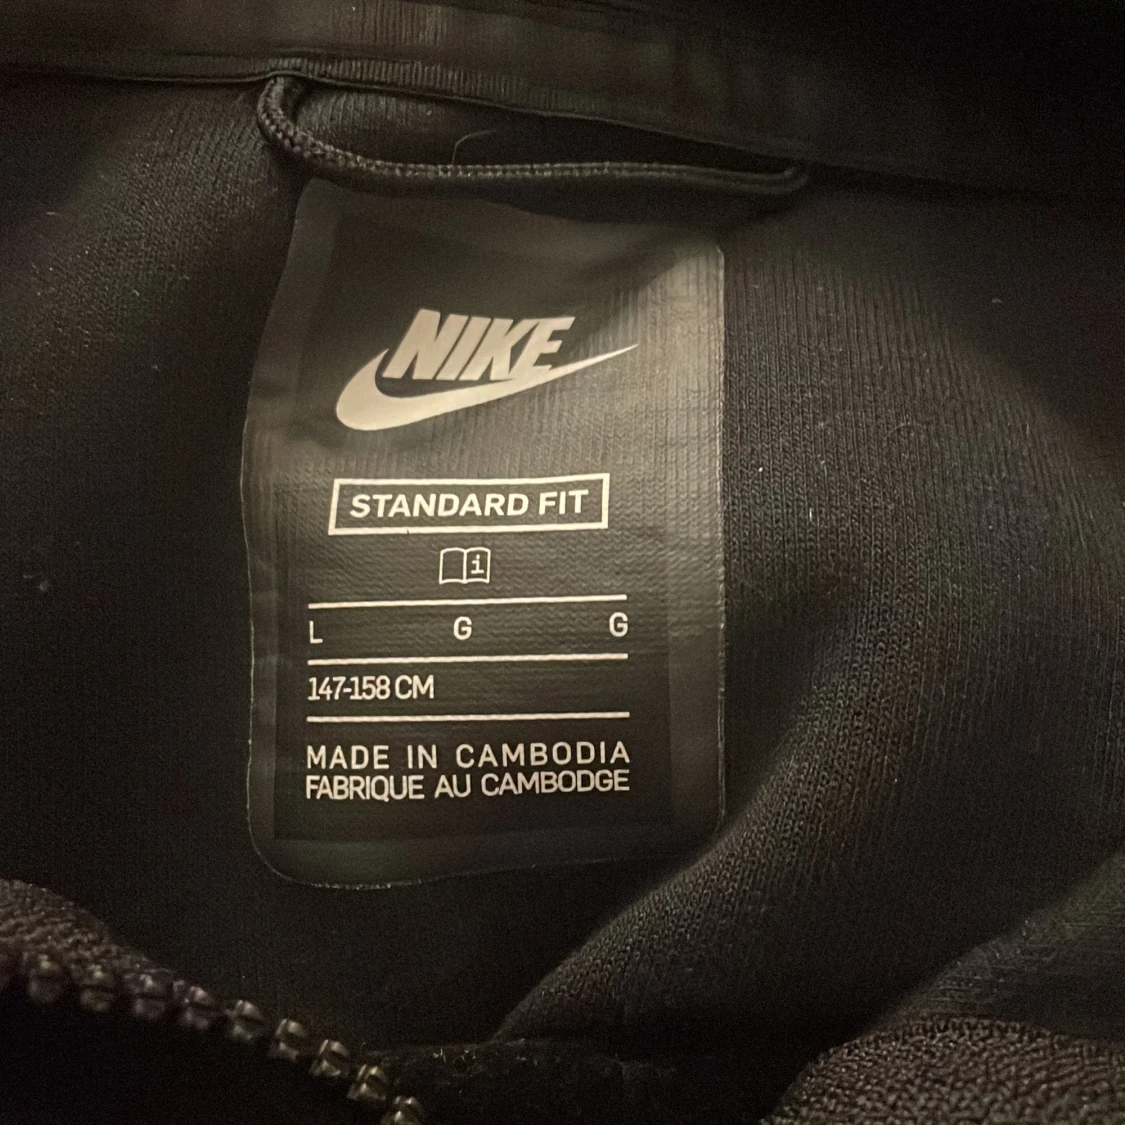 NIKE
STANDARD FIT
i
L G G
147-158 CM
MADE IN CAMBODIA
FABRIQUE AU CAMBODGE